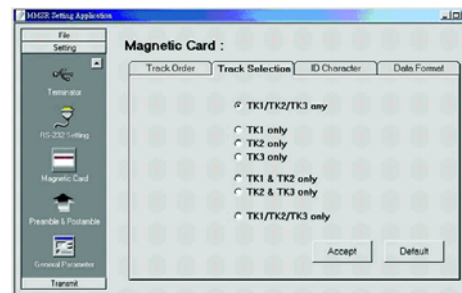 MMSR Setting Application
File
Setting
Terminator
RS-232 Setting
Magnetic Card
Preamble & Postamble
General Parameter
Transmit
Magnetic Card :
Track Order
Track Selection
ID Character
Data Format
TK1/TK2/TK3 any
TK1 only
TK2 only
TK3 only
TK1 & TK2 only
TK2 & TK3 only
TK1/TK2/TK3 only
Accept
Default